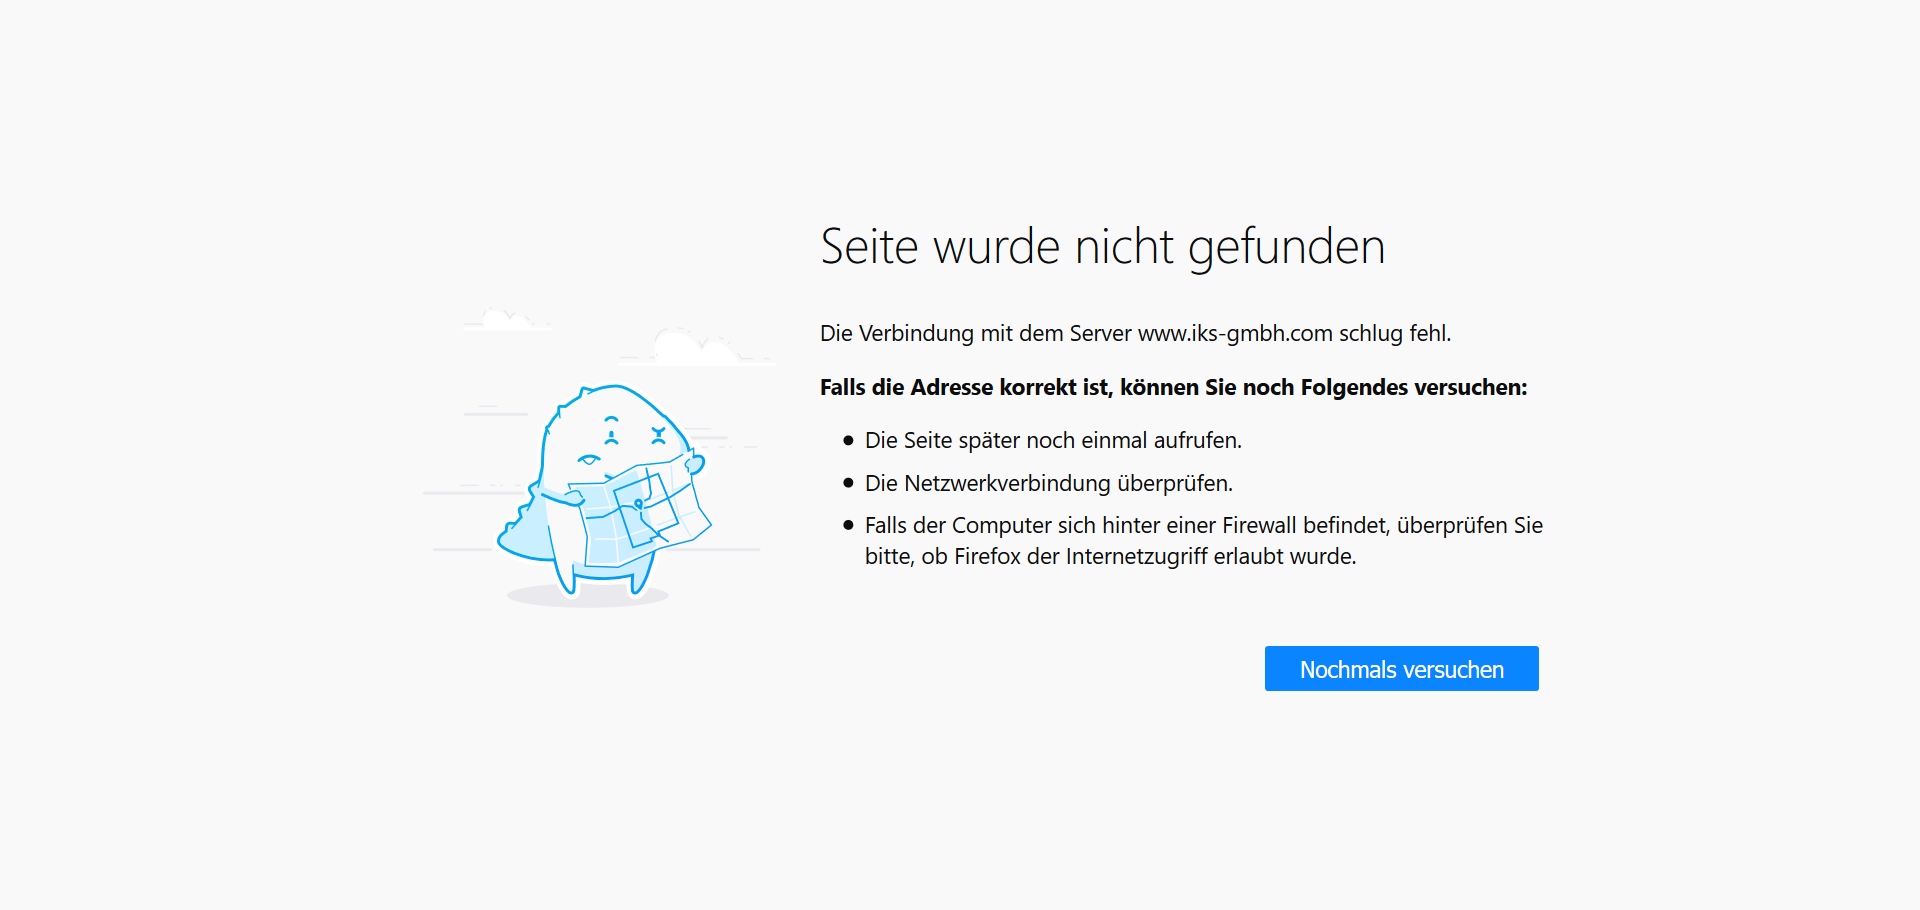 Seite wurde nicht gefunden
Die Verbindung mit dem Server www.iks-gmbh.com schlug fehl.
Falls die Adresse korrekt ist, können Sie noch Folgendes versuchen:
Die Seite später noch einmal aufrufen.
Die Netzwerkverbindung überprüfen.
Falls der Computer sich hinter einer Firewall befindet, überprüfen Sie
bitte, ob Firefox der Internetzugriff erlaubt wurde.
Nochmals versuchen